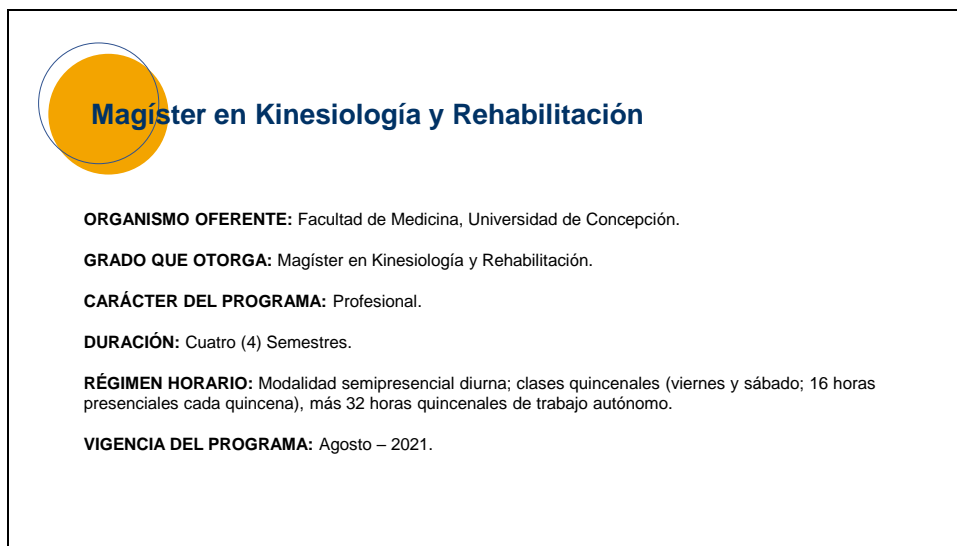 Magíster en Kinesiología y Rehabilitación
ORGANISMO OFERENTE: Facultad de Medicina, Universidad de Concepción.
GRADO QUE OTORGA: Magíster en Kinesiología y Rehabilitación.
CARÁCTER DEL PROGRAMA: Profesional.
DURACIÓN: Cuatro (4) Semestres.
RÉGIMEN HORARIO: Modalidad semipresencial diurna; clases quincenales (viernes y sábado; 16 horas
presenciales cada quincena), más 32 horas quincenales de trabajo autónomo.
VIGENCIA DEL PROGRAMA: Agosto – 2021.